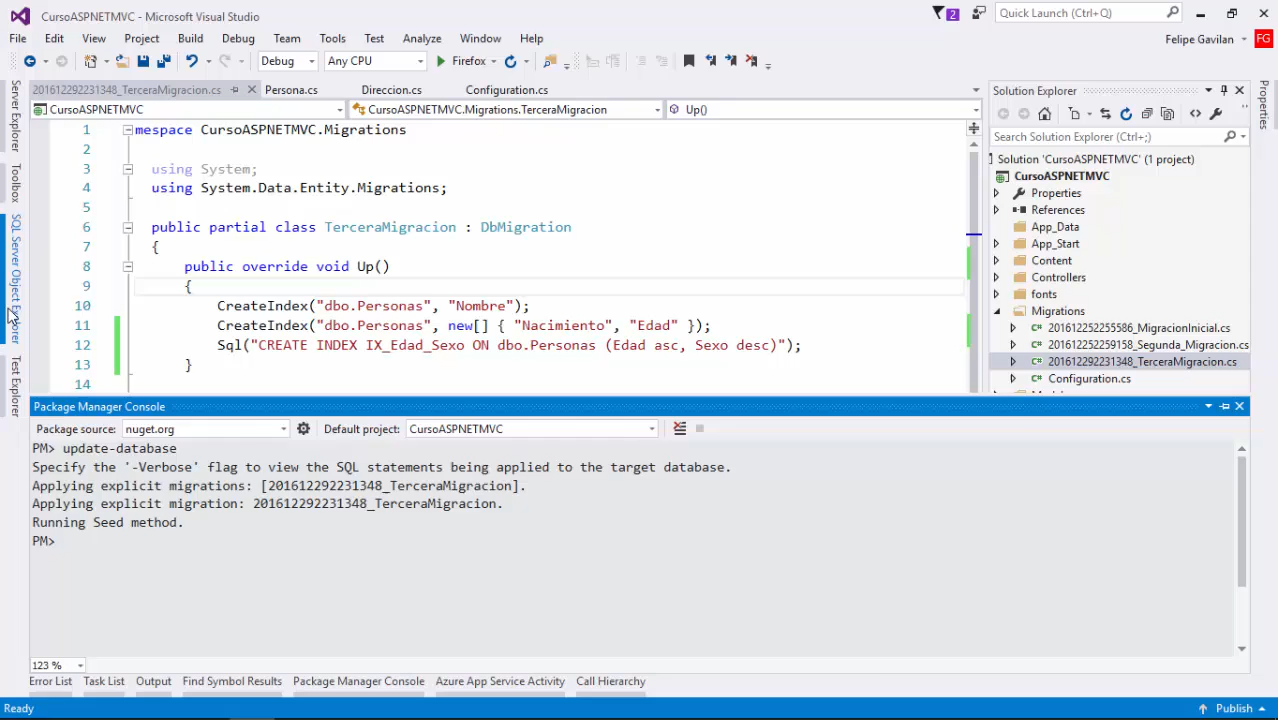 CursoASPNETMVC - Microsoft Visual Studio
2
Quick Launch (Ctrl+Q)
File Edit View Project Build Debug Team Tools Test Analyze Window Help
Felipe Gavilan FG
Debug Any CPU Firefox
Server Explorer
Toolbox
SQL Server Object Explorer
Test Explorer
201612292231348_TerceraMigracion.cs Persona.cs Direccion.cs Configuration.cs
CursoASPNETMVC CursoASPNETMVC.Migrations.TerceraMigracion Up()
1 mespace CursoASPNETMVC.Migrations
2
3 using System;
4 using System.Data.Entity.Migrations;
5
6 public partial class TerceraMigracion : DbMigration
7 {
8 public override void Up()
9 {
10 CreateIndex("dbo.Personas", "Nombre");
11 CreateIndex("dbo.Personas", new[] { "Nacimiento", "Edad" });
12 Sql("CREATE INDEX IX_Edad_Sexo ON dbo.Personas (Edad asc, Sexo desc)");
13 }
14
Solution Explorer
Search Solution Explorer (Ctrl+;)
Solution 'CursoASPNETMVC' (1 project)
CursoASPNETMVC
Properties
References
App_Data
App_Start
Content
Controllers
fonts
Migrations
201612252255586_MigracionInicial.cs
201612292259158_Segunda_Migracion.cs
201612292231348_TerceraMigracion.cs
Configuration.cs
Properties
Package Manager Console
Package source: nuget.org Default project: CursoASPNETMVC
PM> update-database
Specify the '-Verbose' flag to view the SQL statements being applied to the target database.
Applying explicit migrations: [201612292231348_TerceraMigracion].
Applying explicit migration: 201612292231348_TerceraMigracion.
Running Seed method.
PM>
123 %
Error List Task List Output Find Symbol Results Package Manager Console Azure App Service Activity Call Hierarchy
Ready Publish